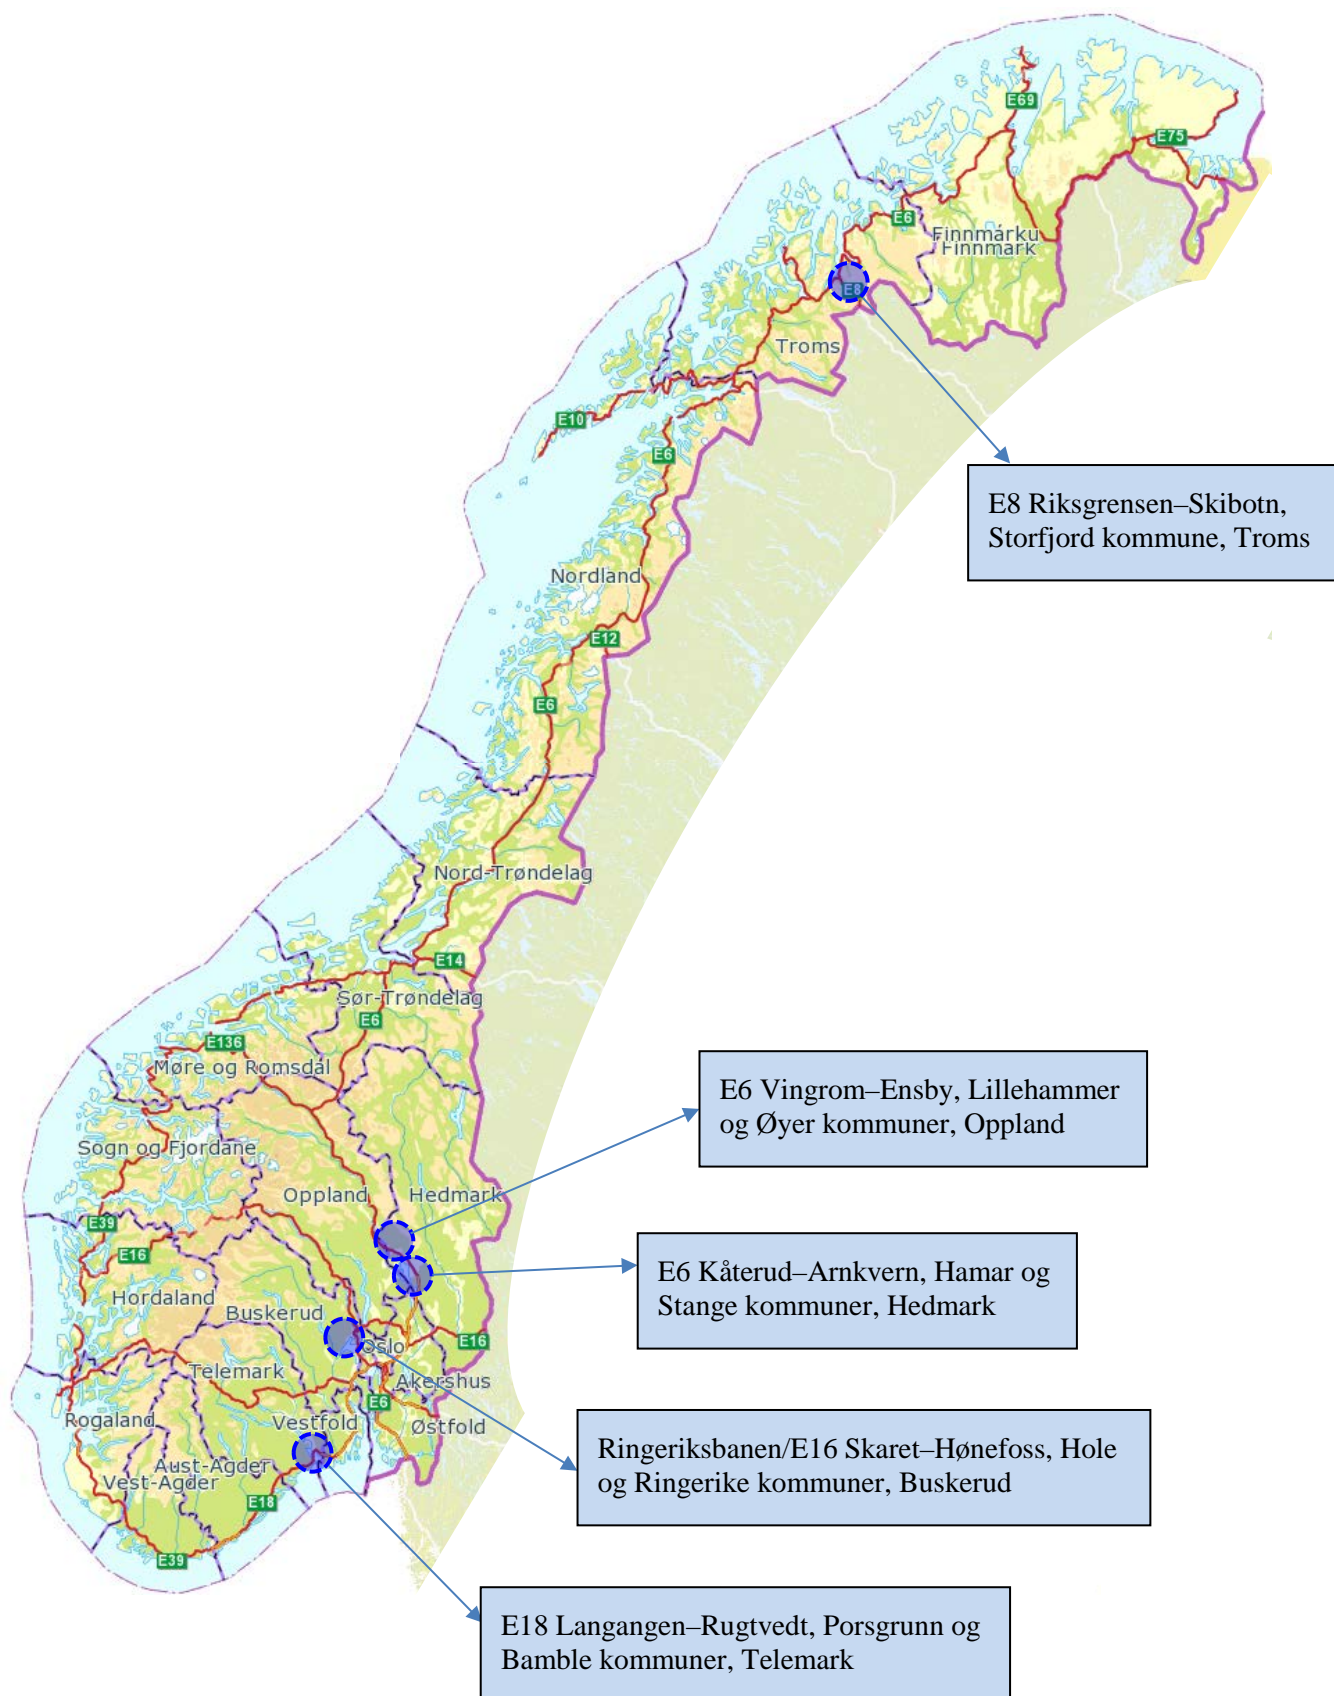 E69
E75
E6
Finnmárku
Finnmark
E8
Troms
E10
E6
E8 Riksgrensen–Skibotn,
Storfjord kommune, Troms
Nordland
E12
E6
Nord-Trøndelag
E14
Sør-Trøndelag
E6
E136
Møre og Romsdal
E6 Vingrom–Ensby, Lillehammer
og Øyer kommuner, Oppland
Sogn og Fjordane
Oppland
Hedmark
E39
E16
E6 Kåterud–Arnkvern, Hamar og
Stange kommuner, Hedmark
Hordaland
Buskerud
Oslo
E16
Telemark
Akershus
E6
Rogaland
Vestfold
Østfold
Ringeriksbanen/E16 Skaret–Hønefoss, Hole
og Ringerike kommuner, Buskerud
Aust-Agder
Vest-Agder
E18
E39
E18 Langangen–Rugtvedt, Porsgrunn og
Bamble kommuner, Telemark